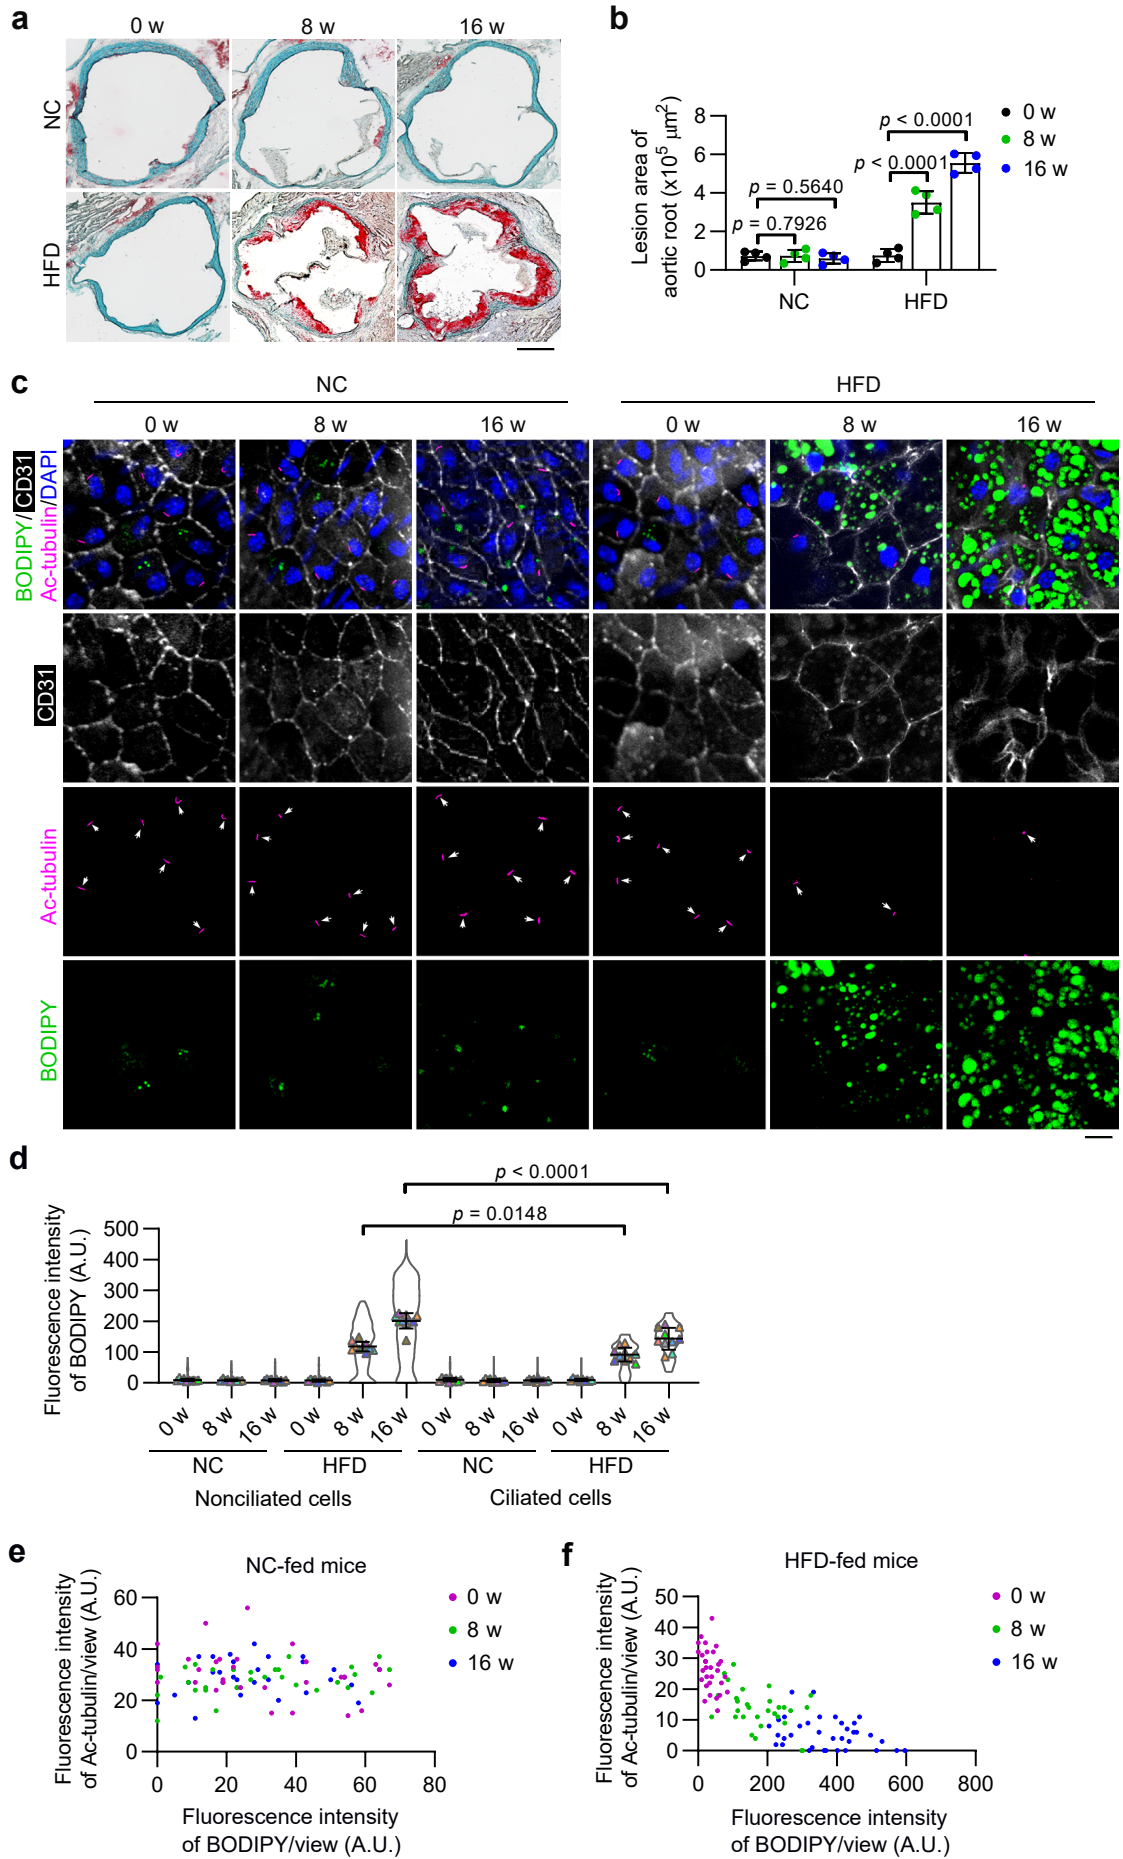 a
0 w
8 w
16 w
NC
HFD
b
Lesion area of
aortic root (x10⁵ μm²)
8
6
4
2
0
p = 0.5640
p = 0.7926
p < 0.0001
p < 0.0001
NC
HFD
0 w
8 w
16 w
c
NC
HFD
0 w
8 w
16 w
0 w
8 w
16 w
BODIPY/CD31
Ac-tubulin/DAPI
CD31
Ac-tubulin
BODIPY
d
Fluorescence intensity
of BODIPY (A.U.)
500
400
300
200
100
0
p < 0.0001
p = 0.0148
0 w
8 w
16 w
0 w
8 w
16 w
0 w
8 w
16 w
0 w
8 w
16 w
NC
HFD
NC
HFD
Nonciliated cells
Ciliated cells
e
NC-fed mice
Fluorescence intensity
of Ac-tubulin/view (A.U.)
60
40
20
0
0
20
40
60
80
Fluorescence intensity
of BODIPY/view (A.U.)
0 w
8 w
16 w
f
HFD-fed mice
Fluorescence intensity
of Ac-tubulin/view (A.U.)
50
40
30
20
10
0
0
200
400
600
800
Fluorescence intensity
of BODIPY/view (A.U.)
0 w
8 w
16 w